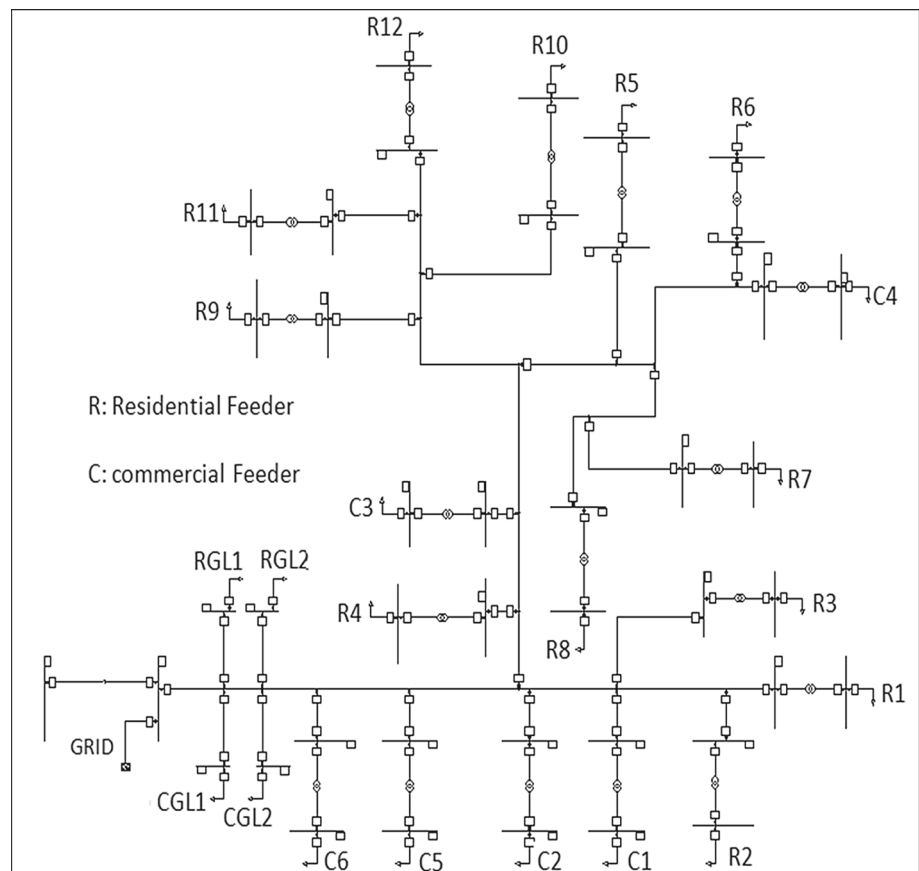 R12
R10
R5
R6
R11
R9
C4
R: Residential Feeder
C: commercial Feeder
R7
C3
RGL1
RGL2
R4
R3
R8
R1
GRID
CGL1
CGL2
C6
C5
C2
C1
R2